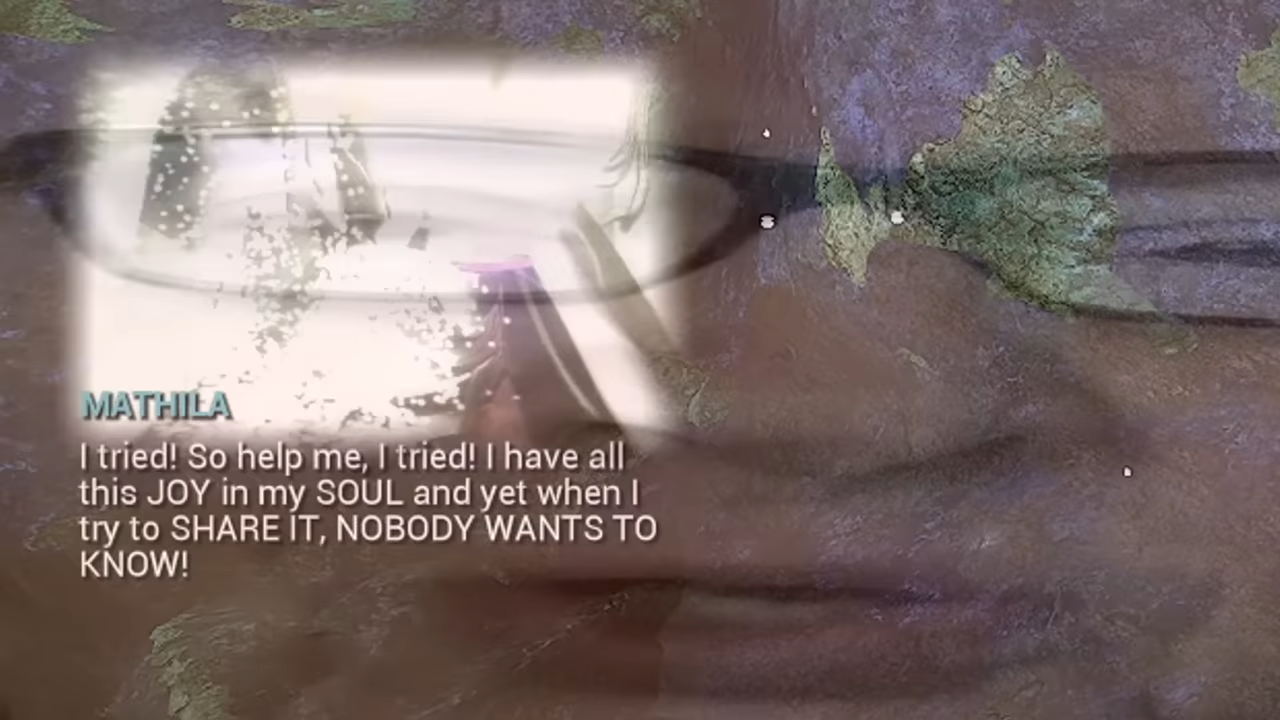 MATHILA
I tried! So help me, I tried! I have all
this JOY in my SOUL and yet when I
try to SHARE IT, NOBODY WANTS TO
KNOW!